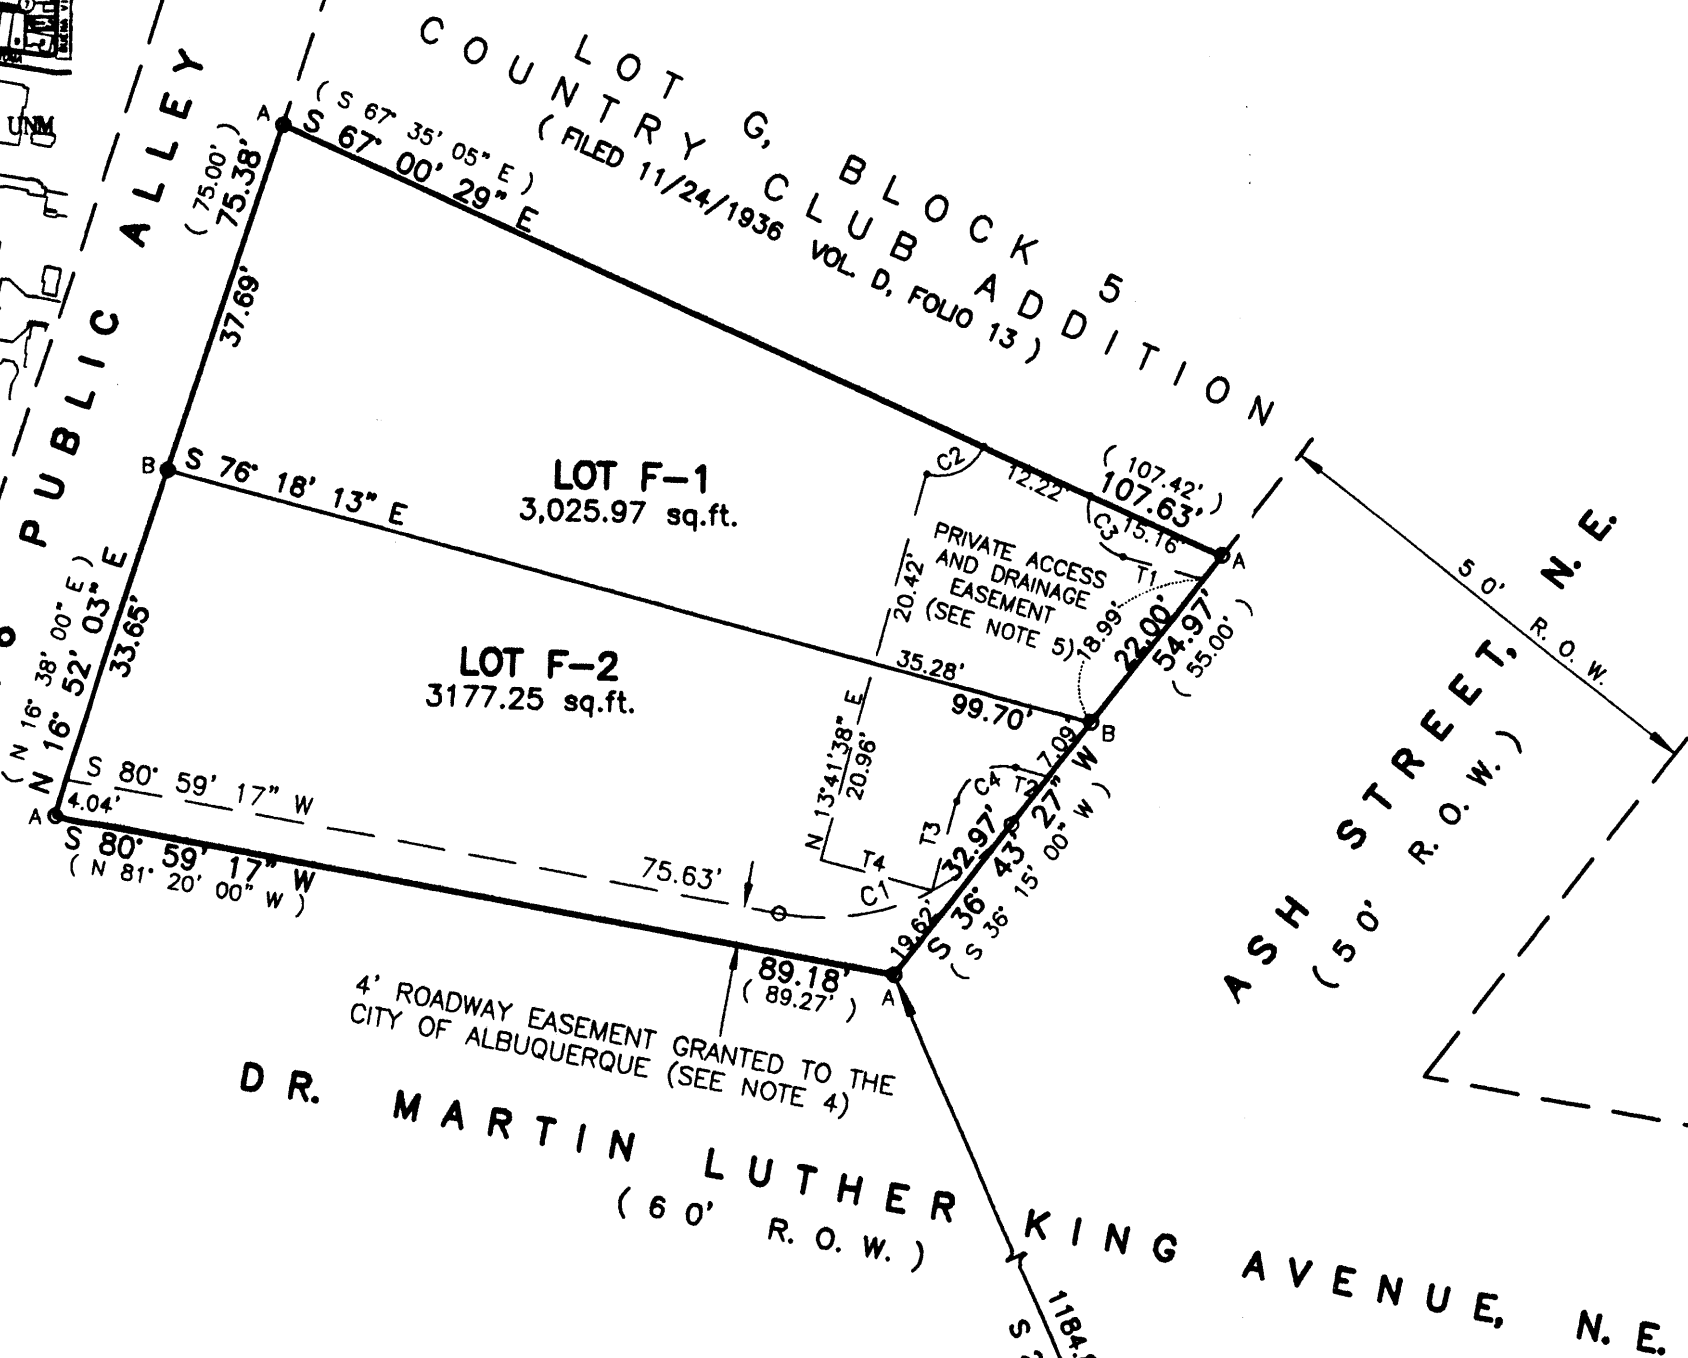 UNM
LOT G, BLOCK 5
COUNTRY CLUB ADDITION
( FILED 11/24/1936 VOL. D, FOLIO 13 )
PUBLIC ALLEY
A
( S 67° 35' 05" E )
S 67° 00' 29" E
( 75.00' )
75.38'
37.69'
B
S 76° 18' 13" E
LOT F-1
3,025.97 sq.ft.
C2
12.22'
( 107.42' )
107.63'
C3
15.16'
T1
A
PRIVATE ACCESS
AND DRAINAGE
EASEMENT
(SEE NOTE 5)
20.42'
18.99'
22.00'
54.97'
( 55.00' )
50' R. O. W.
ASH STREET, N. E.
( 50' R. O. W. )
LOT F-2
3177.25 sq.ft.
35.28'
99.70'
B
33.65'
N 16° 52' 03" E
( N 16° 38' 00" E )
N 13°41'38" E
20.96'
7.09'
C4
T2
T3
T4
C1
32.97'
S 36° 43' 27" W
( S 36° 15' 00" W )
19.62'
A
4.04'
S 80° 59' 17" W
S 80° 59' 17" W
( N 81° 20' 00" W )
75.63'
89.18'
( 89.27' )
A
4' ROADWAY EASEMENT GRANTED TO THE
CITY OF ALBUQUERQUE (SEE NOTE 4)
DR. MARTIN LUTHER KING AVENUE, N. E.
( 60' R. O. W. )